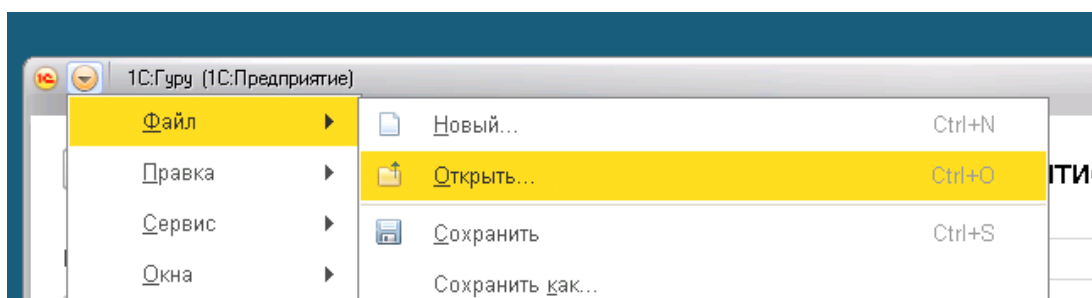 1С:Гуру (1С:Предприятие)
Файл
Новый... Ctrl+N
Правка
Открыть... Ctrl+O
Сервис
Сохранить Ctrl+S
Окна
Сохранить как...